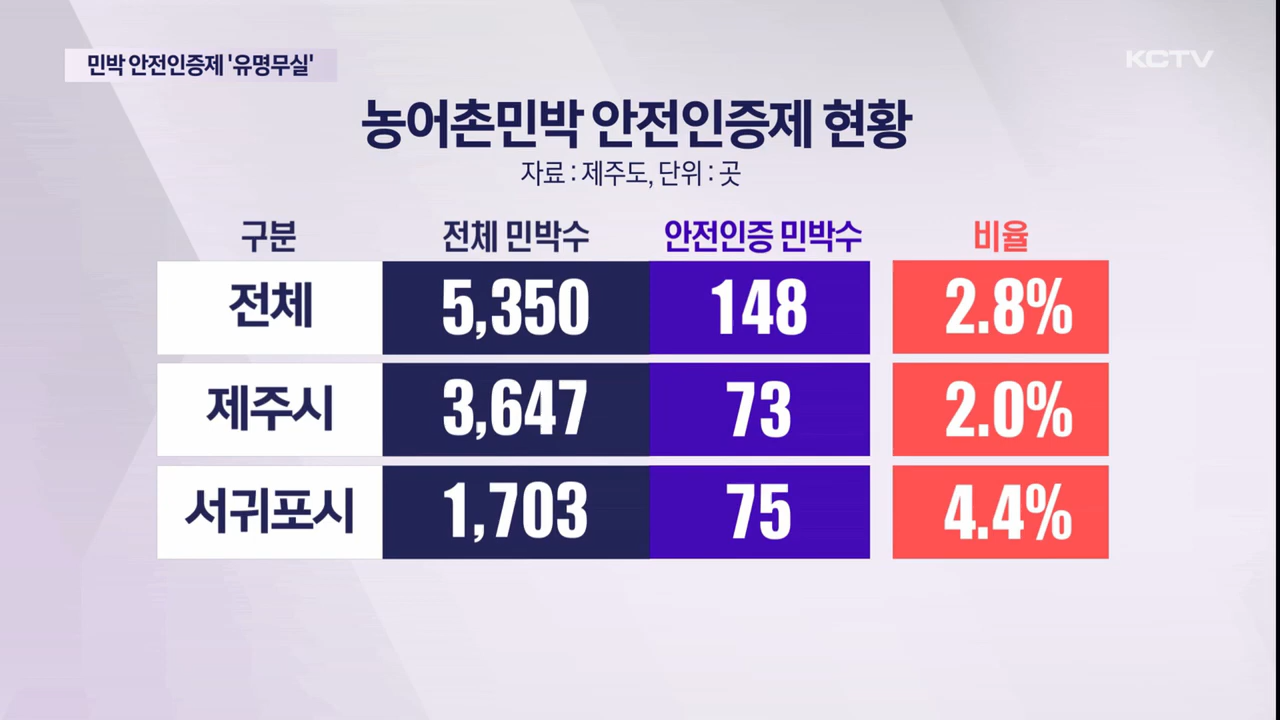 민박 안전인증제 '유명무실'
KCTV
농어촌민박 안전인증제 현황
자료 : 제주도, 단위 : 곳
구분 전체 민박수 안전인증 민박수 비율
전체 5,350 148 2.8%
제주시 3,647 73 2.0%
서귀포시 1,703 75 4.4%